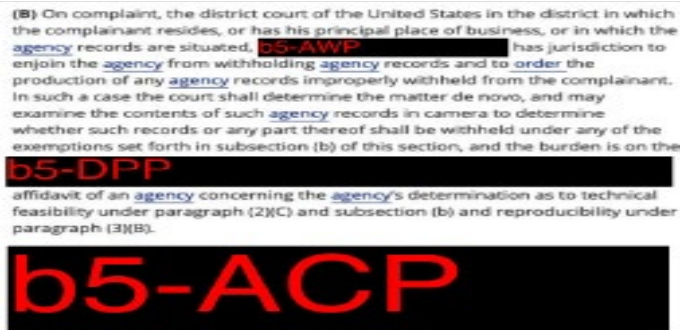 (B) On complaint, the district court of the United States in the district in which
the complainant resides, or has his principal place of business, or in which the
agency records are situated, b5-AWP has jurisdiction to
enjoin the agency from withholding agency records and to order the
production of any agency records improperly withheld from the complainant.
In such a case the court shall determine the matter de novo, and may
examine the contents of such agency records in camera to determine
whether such records or any part thereof shall be withheld under any of the
exemptions set forth in subsection (b) of this section, and the burden is on the
b5-DPP
affidavit of an agency concerning the agency's determination as to technical
feasibility under paragraph (2)(C) and subsection (b) and reproducibility under
paragraph (3)(B).
b5-ACP